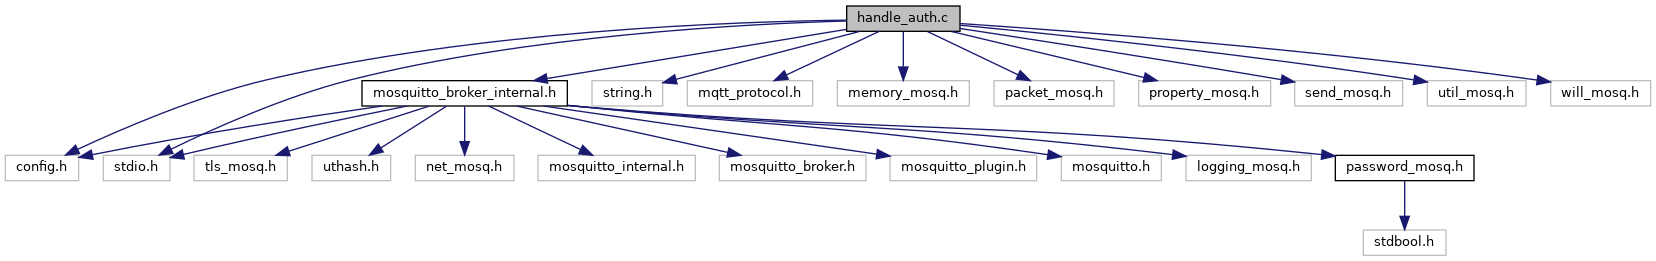 handle_auth.c
mosquitto_broker_internal.h
string.h
mqtt_protocol.h
memory_mosq.h
packet_mosq.h
property_mosq.h
send_mosq.h
util_mosq.h
will_mosq.h
config.h
stdio.h
tls_mosq.h
uthash.h
net_mosq.h
mosquitto_internal.h
mosquitto_broker.h
mosquitto_plugin.h
mosquitto.h
logging_mosq.h
password_mosq.h
stdbool.h